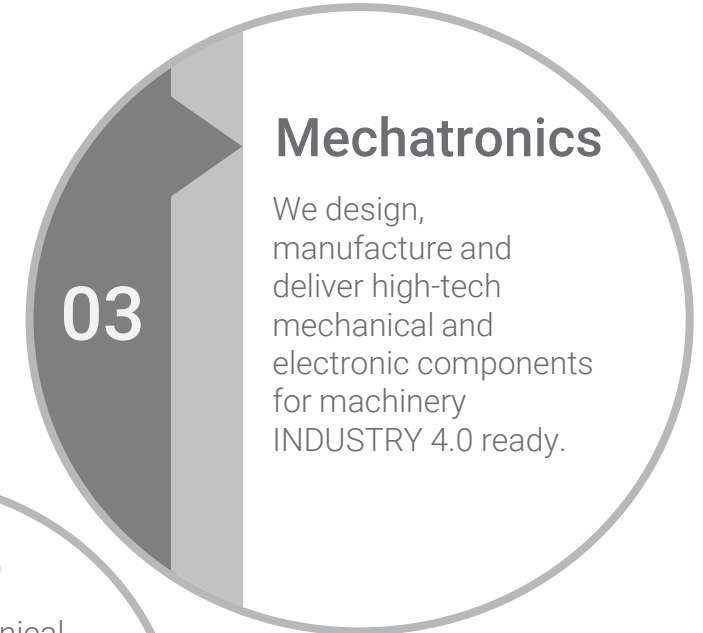 03
Mechatronics
We design,
manufacture and
deliver high-tech
mechanical and
electronic components
for machinery
INDUSTRY 4.0 ready.